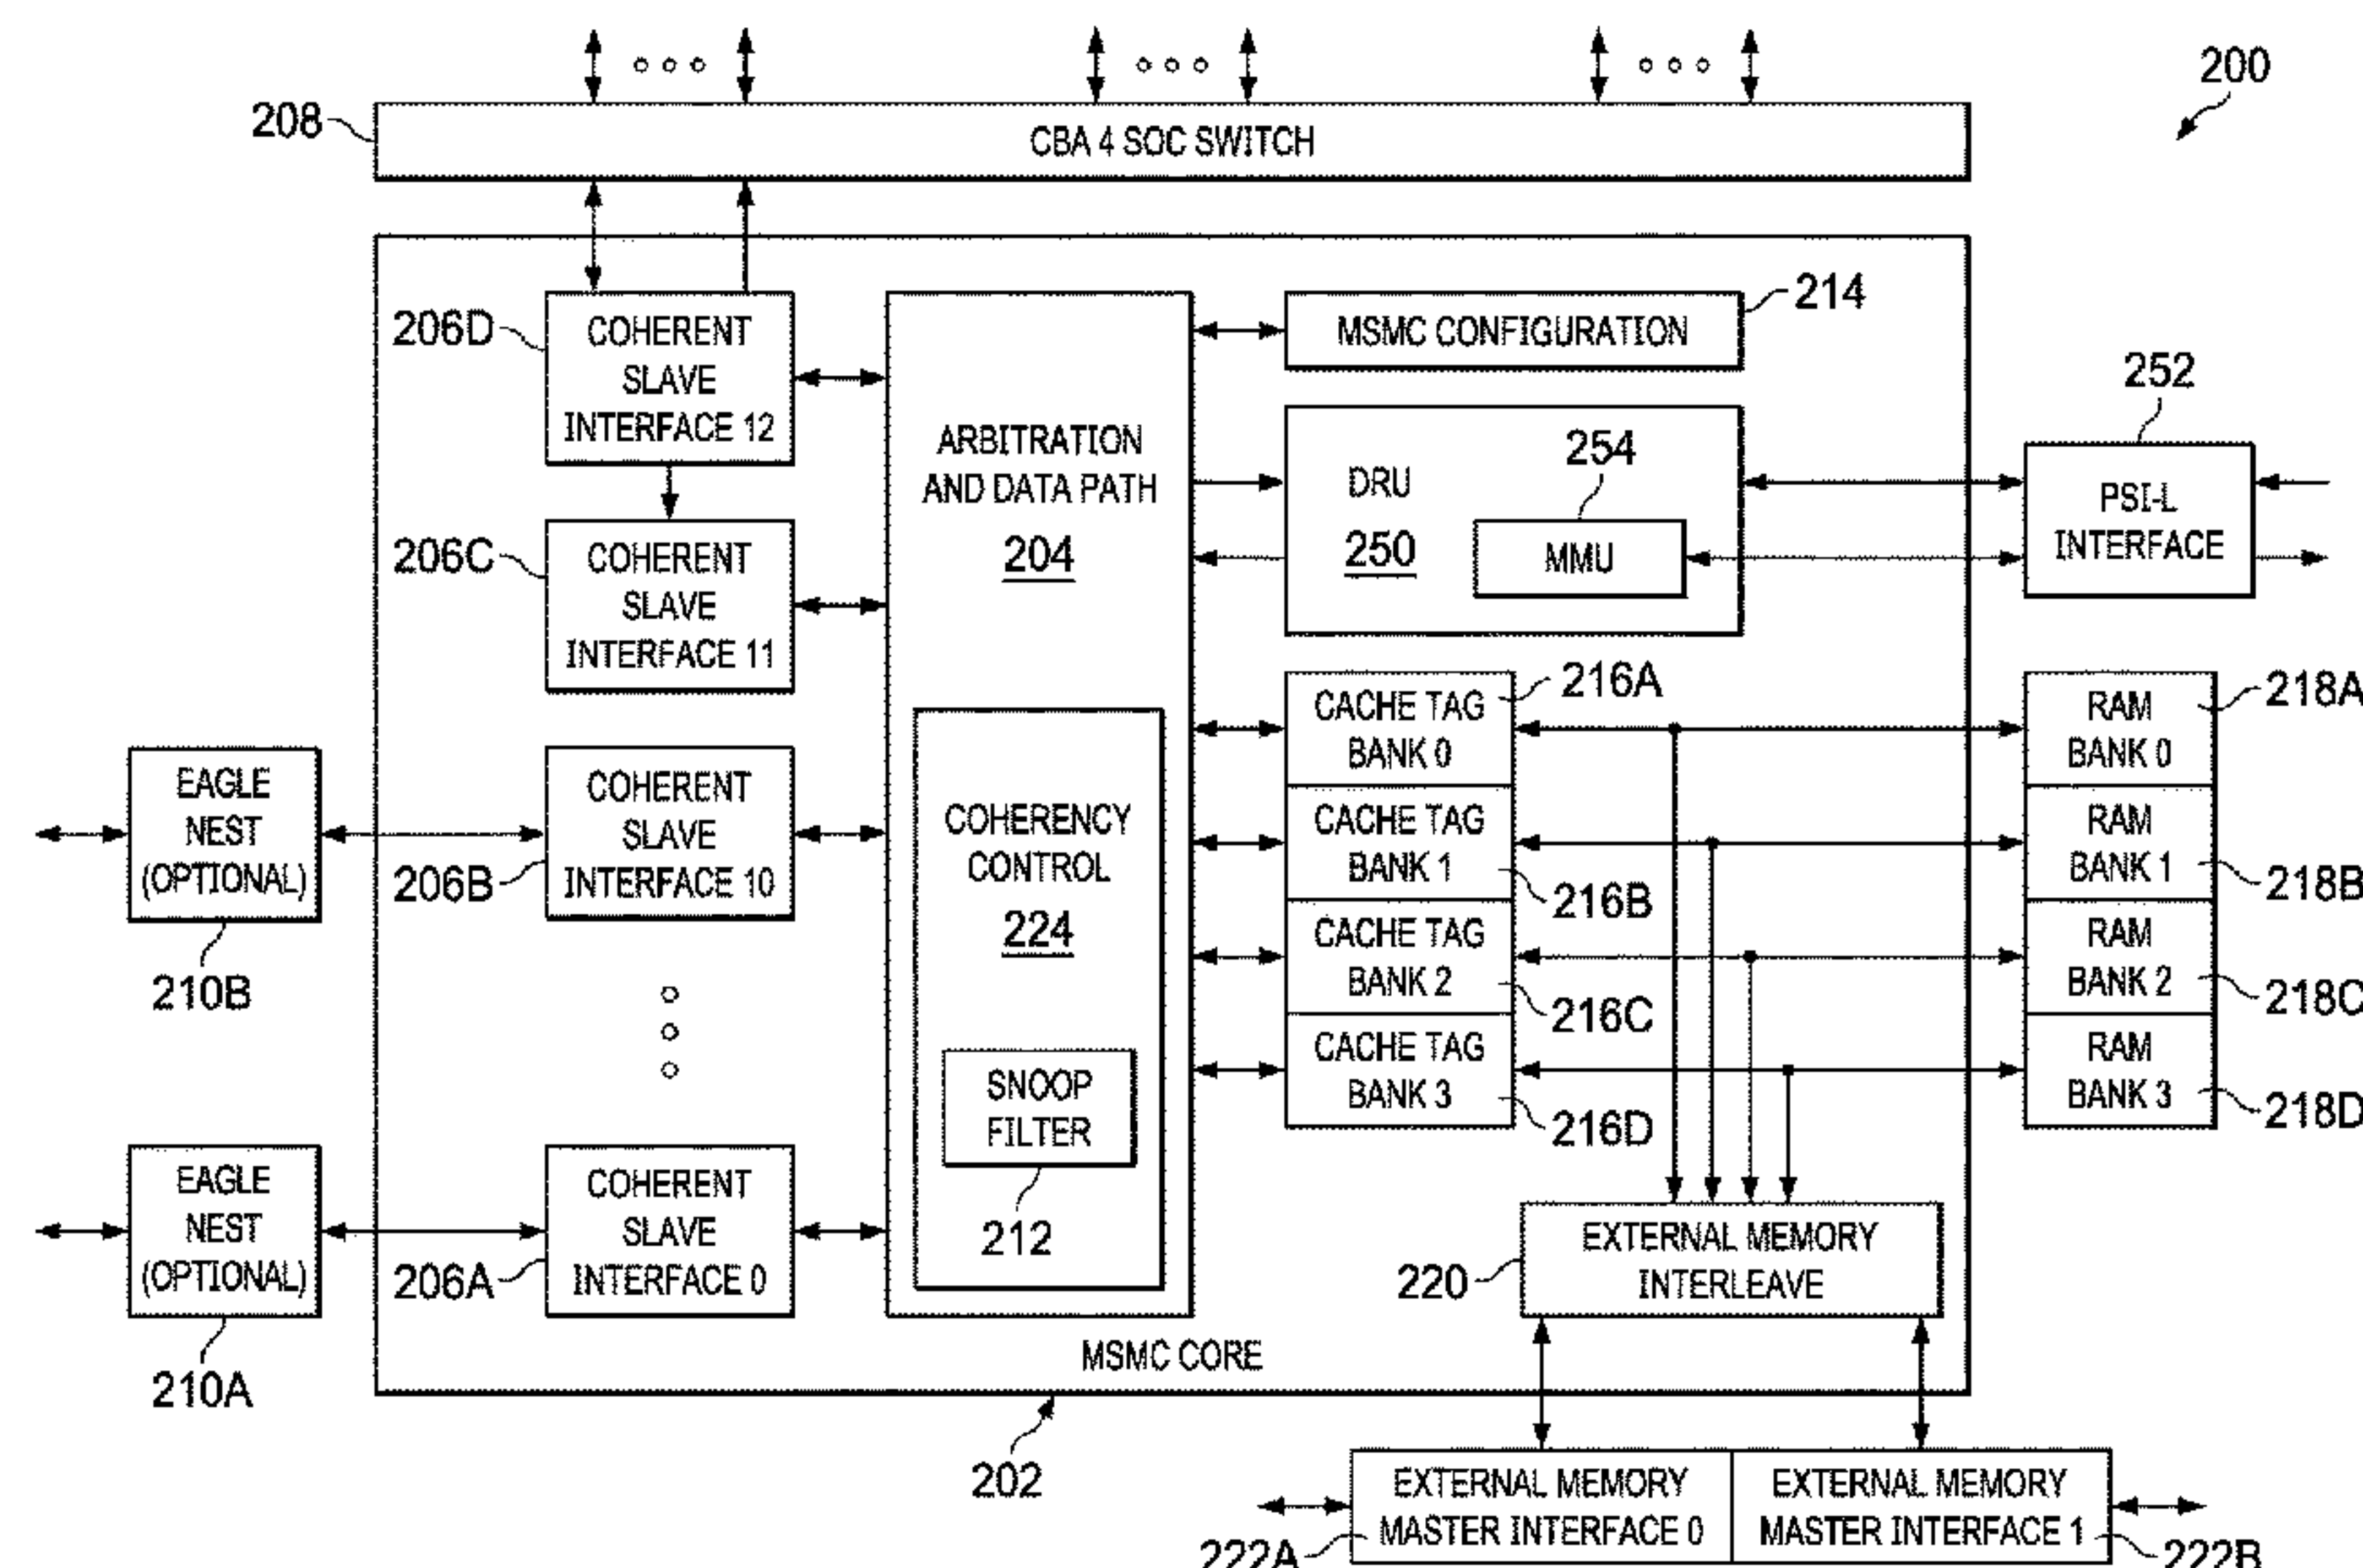 200
208
CBA 4 SOC SWITCH
206D
COHERENT
SLAVE
INTERFACE 12
206C
COHERENT
SLAVE
INTERFACE 11
210B
EAGLE
NEST
(OPTIONAL)
206B
COHERENT
SLAVE
INTERFACE 10
210A
EAGLE
NEST
(OPTIONAL)
206A
COHERENT
SLAVE
INTERFACE 0
ARBITRATION
AND DATA PATH
204
COHERENCY
CONTROL
224
SNOOP
FILTER
212
MSMC CONFIGURATION
214
DRU
250
254
MMU
252
PSI-L
INTERFACE
CACHE TAG
BANK 0
216A
CACHE TAG
BANK 1
216B
CACHE TAG
BANK 2
216C
CACHE TAG
BANK 3
216D
RAM
BANK 0
218A
RAM
BANK 1
218B
RAM
BANK 2
218C
RAM
BANK 3
218D
220
EXTERNAL MEMORY
INTERLEAVE
MSMC CORE
202
EXTERNAL MEMORY
MASTER INTERFACE 0
222A
EXTERNAL MEMORY
MASTER INTERFACE 1
222B